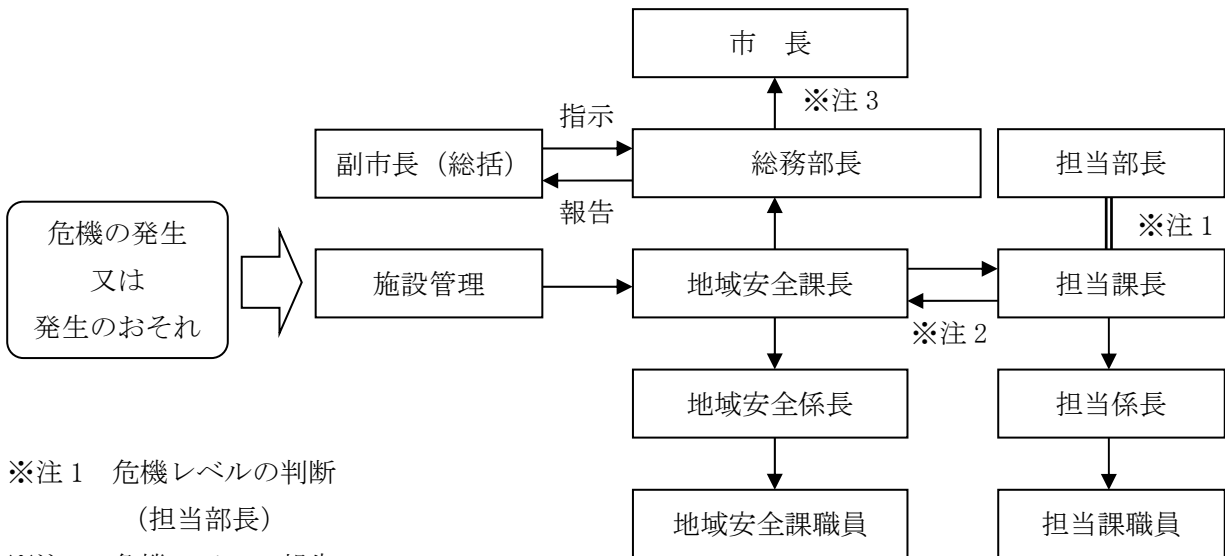 市　長
※注３
指示
副市長（総括）
総務部長
担当部長
報告
※注１
危機の発生
又は
発生のおそれ
施設管理
地域安全課長
担当課長
※注２
地域安全係長
担当係長
※注１　危機レベルの判断
（担当部長）
地域安全課職員
担当課職員